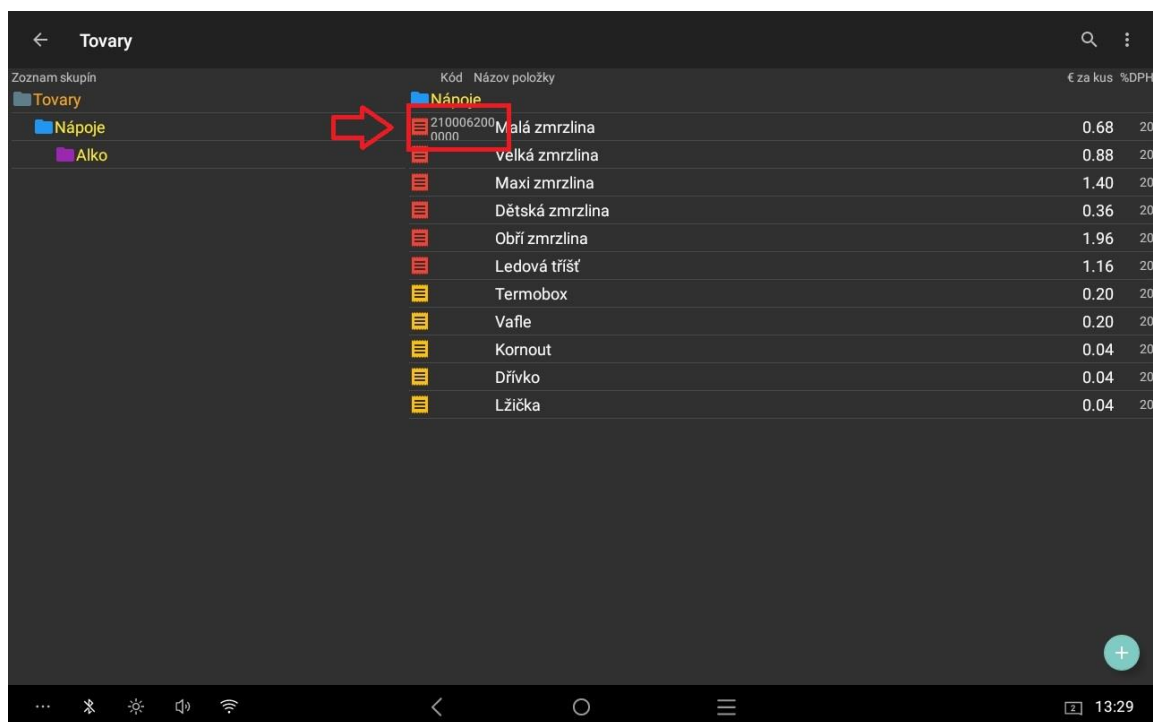 Tovary
Zoznam skupín
Tovary
Nápoje
Alko
Kód Názov položky € za kus %DPH
Nápoje
210006200
0000
Malá zmrzlina 0.68 20
Velká zmrzlina 0.88 20
Maxi zmrzlina 1.40 20
Dětská zmrzlina 0.36 20
Obří zmrzlina 1.96 20
Ledová tříšť 1.16 20
Termobox 0.20 20
Vafle 0.20 20
Kornout 0.04 20
Dřívko 0.04 20
Lžička 0.04 20
2 13:29